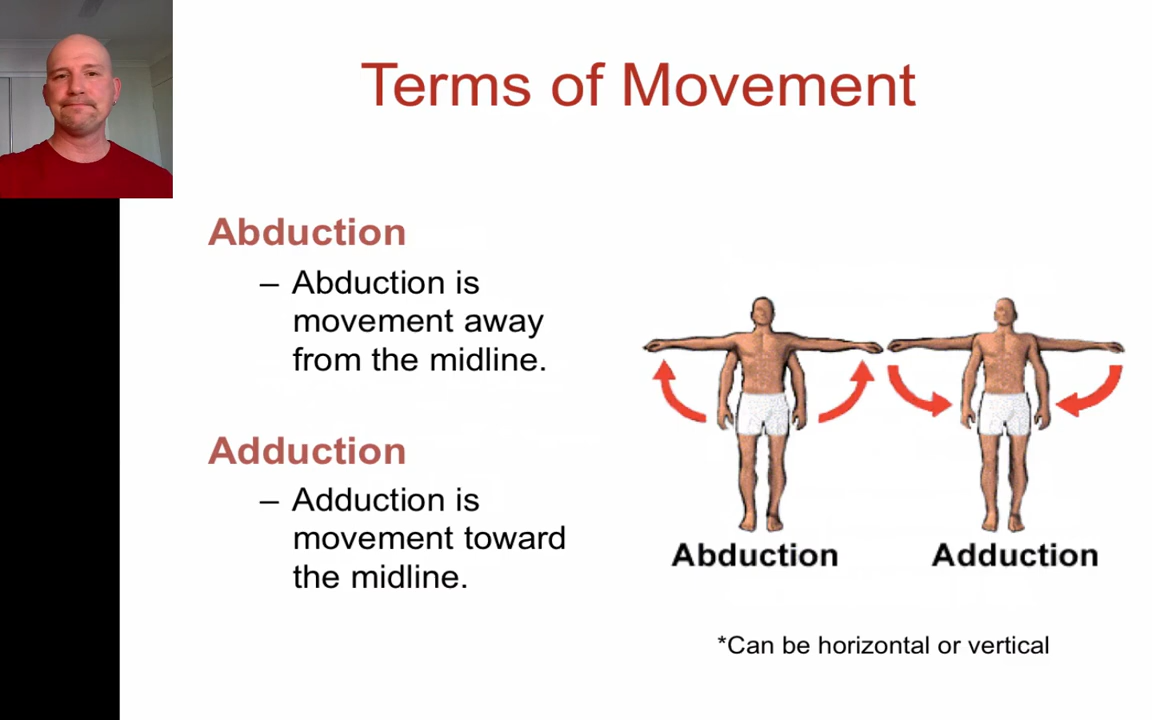 Terms of Movement
Abduction
– Abduction is
movement away
from the midline.
Adduction
– Adduction is
movement toward
the midline.
Abduction
Adduction
*Can be horizontal or vertical